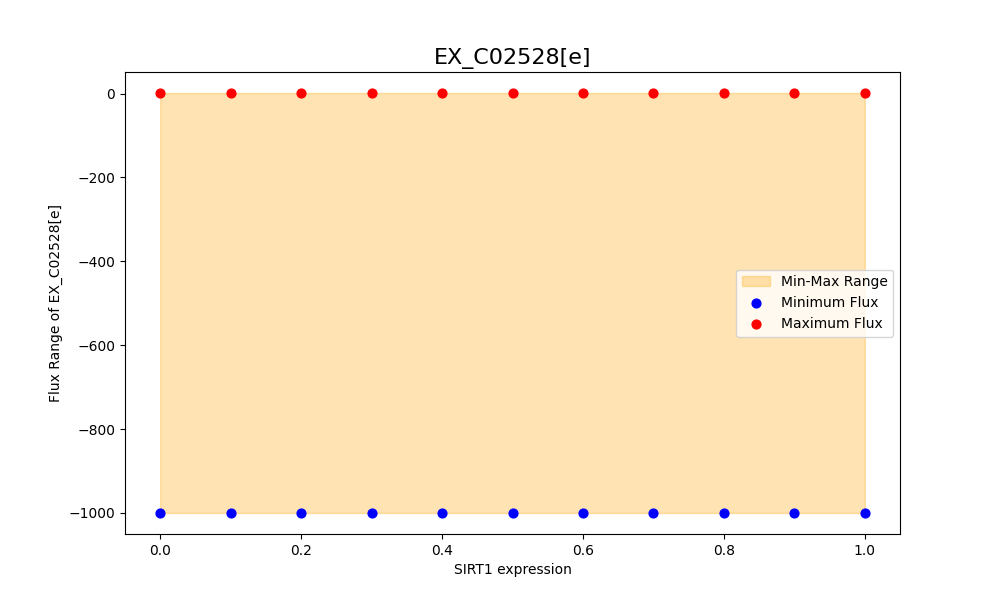 EX_C02528[e]
Flux Range of EX_C02528[e]
0
−200
−400
−600
−800
−1000
Min-Max Range
Minimum Flux
Maximum Flux
0.0 0.2 0.4 0.6 0.8 1.0
SIRT1 expression